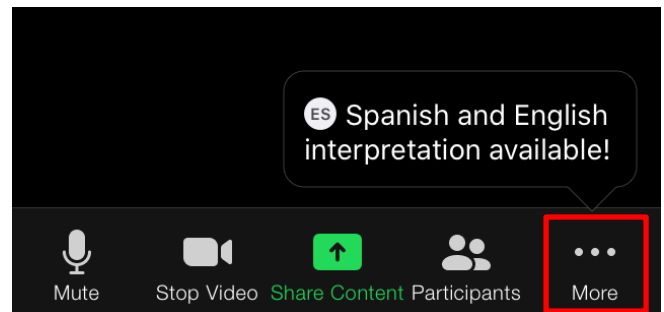 ES Spanish and English
interpretation available!
Mute Stop Video Share Content Participants More